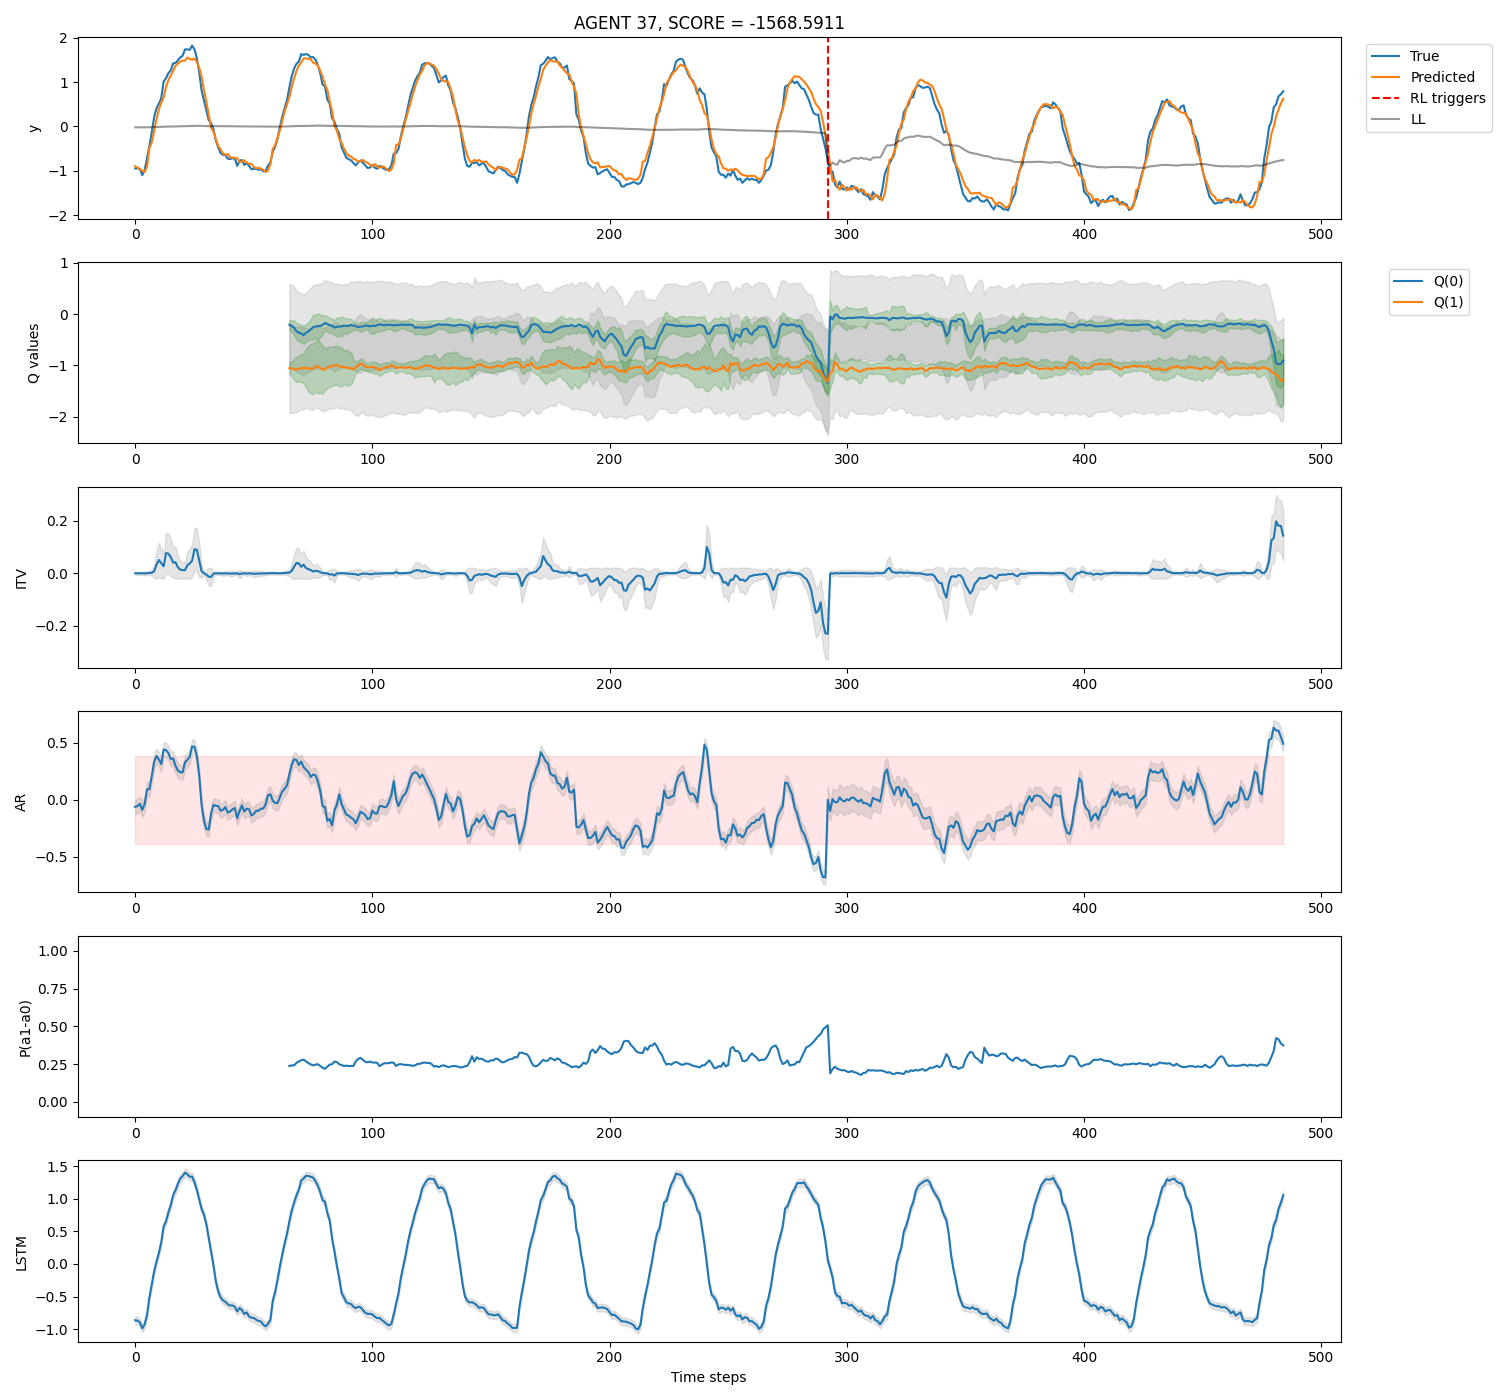 AGENT 37, SCORE = -1568.5911
2
1
0
−1
−2
y
0 100 200 300 400 500
True
Predicted
RL triggers
LL
1
0
−1
−2
Q values
0 100 200 300 400 500
Q(0)
Q(1)
0.2
0.0
−0.2
ITV
0 100 200 300 400 500
0.5
0.0
−0.5
AR
0 100 200 300 400 500
1.00
0.75
0.50
0.25
0.00
P(a1-a0)
0 100 200 300 400 500
1.5
1.0
0.5
0.0
−0.5
−1.0
LSTM
0 100 200 300 400 500
Time steps